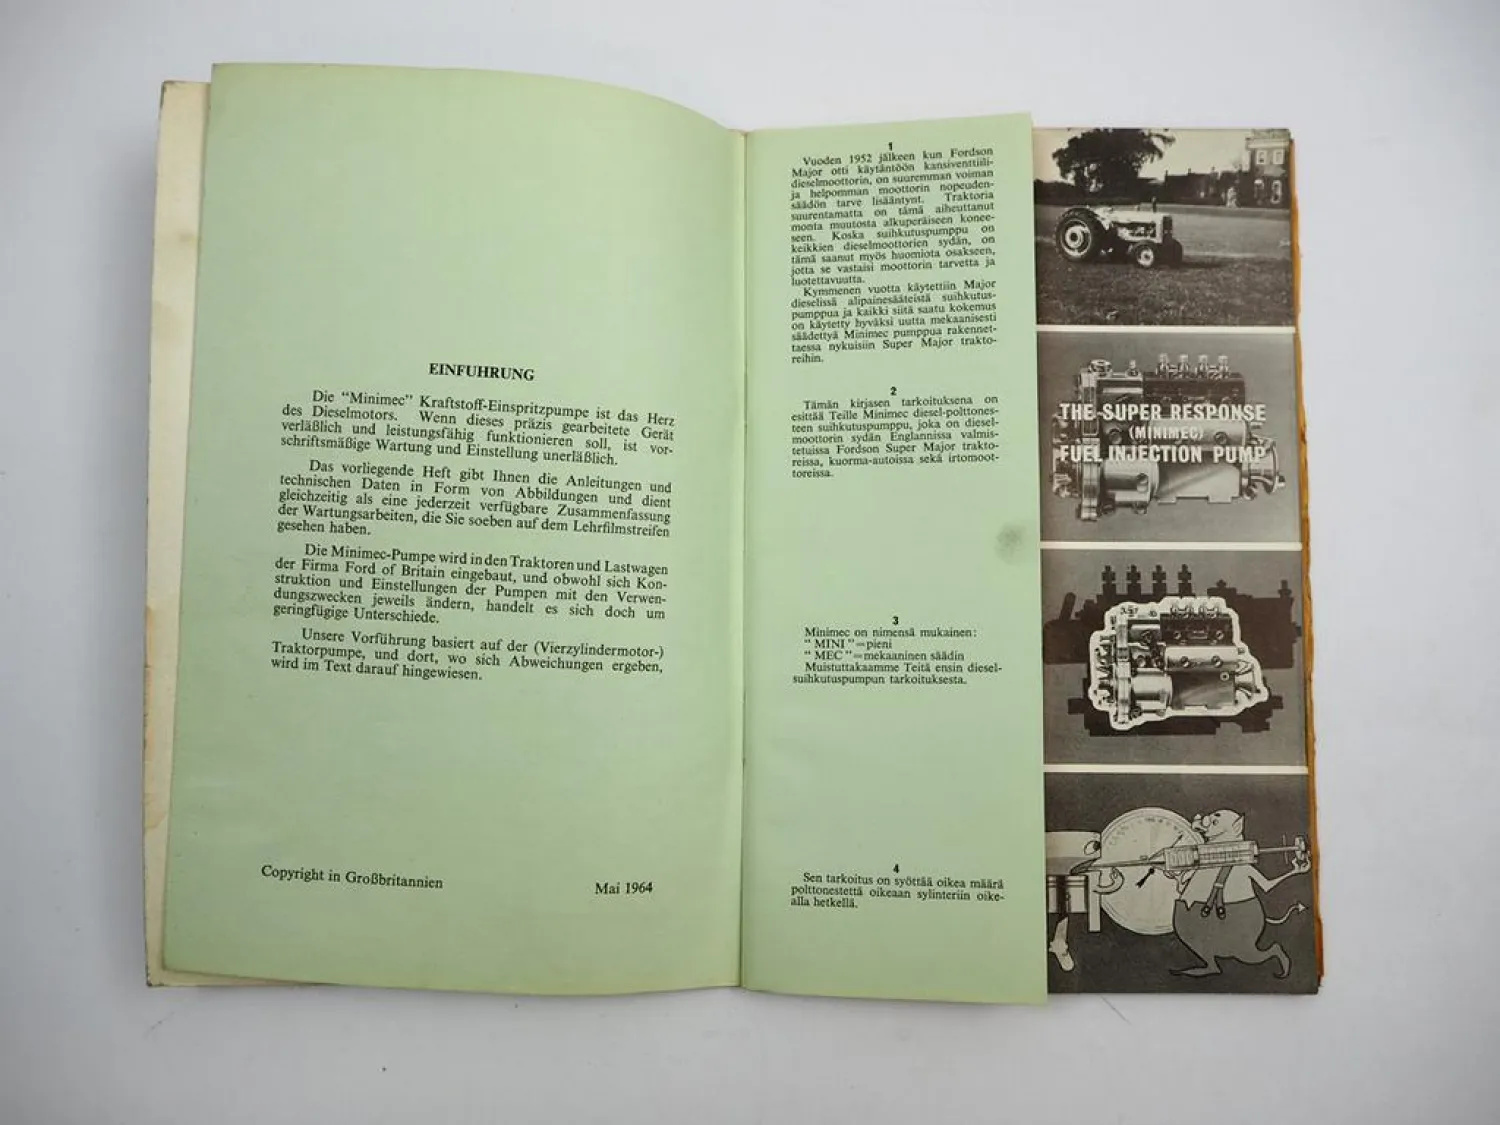 EINFUHRUNG
Die “Minimec” Kraftstoff-Einspritzpumpe ist das Herz
des Dieselmotors. Wenn dieses präzis gearbeitete Gerät
verläßlich und leistungsfähig funktionieren soll, ist vor-
schriftsmäßige Wartung und Einstellung unerläßlich.
Das vorliegende Heft gibt Ihnen die Anleitungen und
technischen Daten in Form von Abbildungen und dient
gleichzeitig als eine jederzeit verfügbare Zusammenfassung
der Wartungsarbeiten, die Sie soeben auf dem Lehrfilmstreifen
gesehen haben.
Die Minimec-Pumpe wird in den Traktoren und Lastwagen
der Firma Ford of Britain eingebaut, und obwohl sich Kon-
struktion und Einstellungen der Pumpen mit den Verwen-
dungszwecken jeweils ändern, handelt es sich doch um
geringfügige Unterschiede.
Unsere Vorführung basiert auf der (Vierzylindermotor-)
Traktorpumpe, und dort, wo sich Abweichungen ergeben,
wird im Text darauf hingewiesen.
Copyright in Großbritannien
Mai 1964
1
Vuoden 1952 jälkeen kun Fordson
Major otti käytäntöön kansiventtiili-
dieselmoottorin, on suuremman voiman
ja helpomman moottorin nopeuden-
säädön tarve lisääntynt. Traktoria
suurentamatta on tämä aiheuttanut
monta muutosta alkuperäiseen konee-
seen. Koska suihkutuspumppu on
keikkien dieselmoottorien sydän, on
tämä saanut myös huomiota osakseen,
jotta se vastaisi moottorin tarvetta ja
luotettavuutta.
Kynsmenen vuotta käytettiin Major
dieselissä alipainesääteistä suihkutus-
pumppua ja kaikki siitä saatu kokemus
on käytetty hyväksi uutta mekaanisesti
säädettyä Minimec pumppua rakennet-
taessa nykuisiin Super Major trakto-
reihin.
2
Tämän kirjasen tarkoituksena on
esittää Teille Minimec diesel-polttones-
teen suihkutuspumppu, joka on diesel-
moottorin sydän Englannissa valmis-
tetuissa Fordson Super Major trakto-
reissa, kuorma-autoissa sekä irtomoot-
toreissa.
3
Minimec on nimensä mukainen:
“ MINI ”=pieni
“ MEC ”=mekaaninen säädin
Muistuttakaamme Teitä ensin diesel-
suihkutuspumpun tarkoituksesta.
4
Sen tarkoitus on syöttää oikea määrä
polttonestettä oikeaan sylinteriin oike-
alla hetkellä.
THE SUPER RESPONSE
(MINIMEC)
FUEL INJECTION PUMP